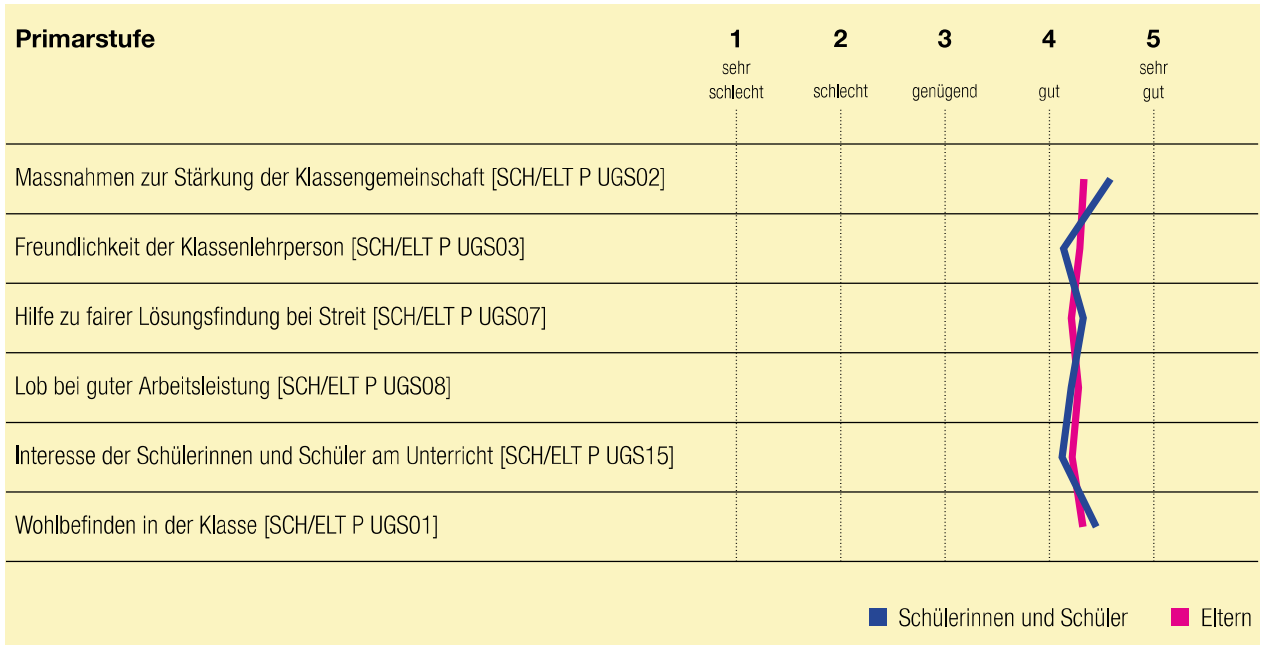 Primarstufe 1 2 3 4 5
sehr schlecht schlecht genügend gut sehr gut
Massnahmen zur Stärkung der Klassengemeinschaft [SCH/ELT P UGS02]
Freundlichkeit der Klassenlehrperson [SCH/ELT P UGS03]
Hilfe zu fairer Lösungsfindung bei Streit [SCH/ELT P UGS07]
Lob bei guter Arbeitsleistung [SCH/ELT P UGS08]
Interesse der Schülerinnen und Schüler am Unterricht [SCH/ELT P UGS15]
Wohlbefinden in der Klasse [SCH/ELT P UGS01]
Schülerinnen und Schüler Eltern